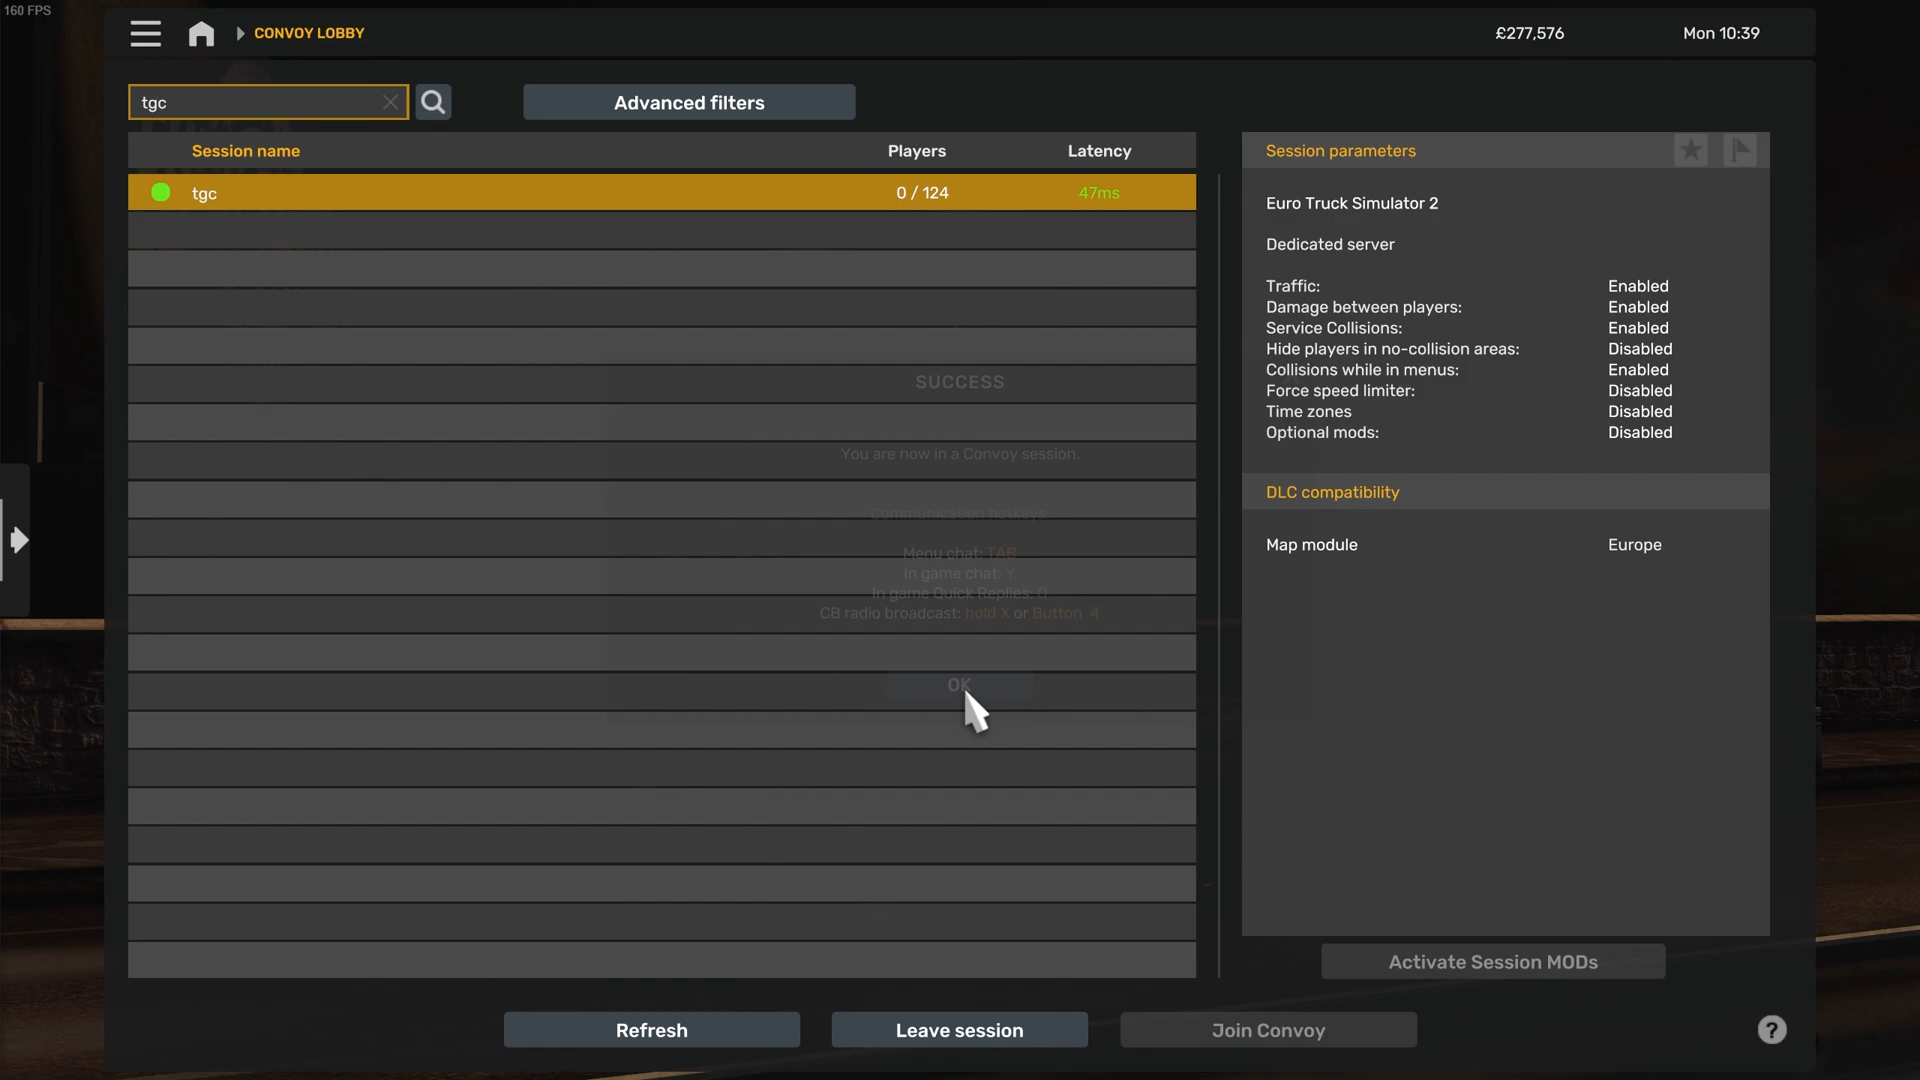 160 FPS
CONVOY LOBBY
£277,576
Mon 10:39
tgc
Advanced filters
Session name
Players
Latency
tgc
0 / 124
47ms
SUCCESS
You are now in a Convoy session.
Communication hotkeys:
Menu chat: TAB
In game chat: Y
In game Quick Replies: Q
CB radio broadcast: hold X or Button 4
OK
Session parameters
Euro Truck Simulator 2
Dedicated server
Traffic: Enabled
Damage between players: Enabled
Service Collisions: Enabled
Hide players in no-collision areas: Disabled
Collisions while in menus: Enabled
Force speed limiter: Disabled
Time zones Disabled
Optional mods: Disabled
DLC compatibility
Map module Europe
Activate Session MODs
Refresh
Leave session
Join Convoy
?